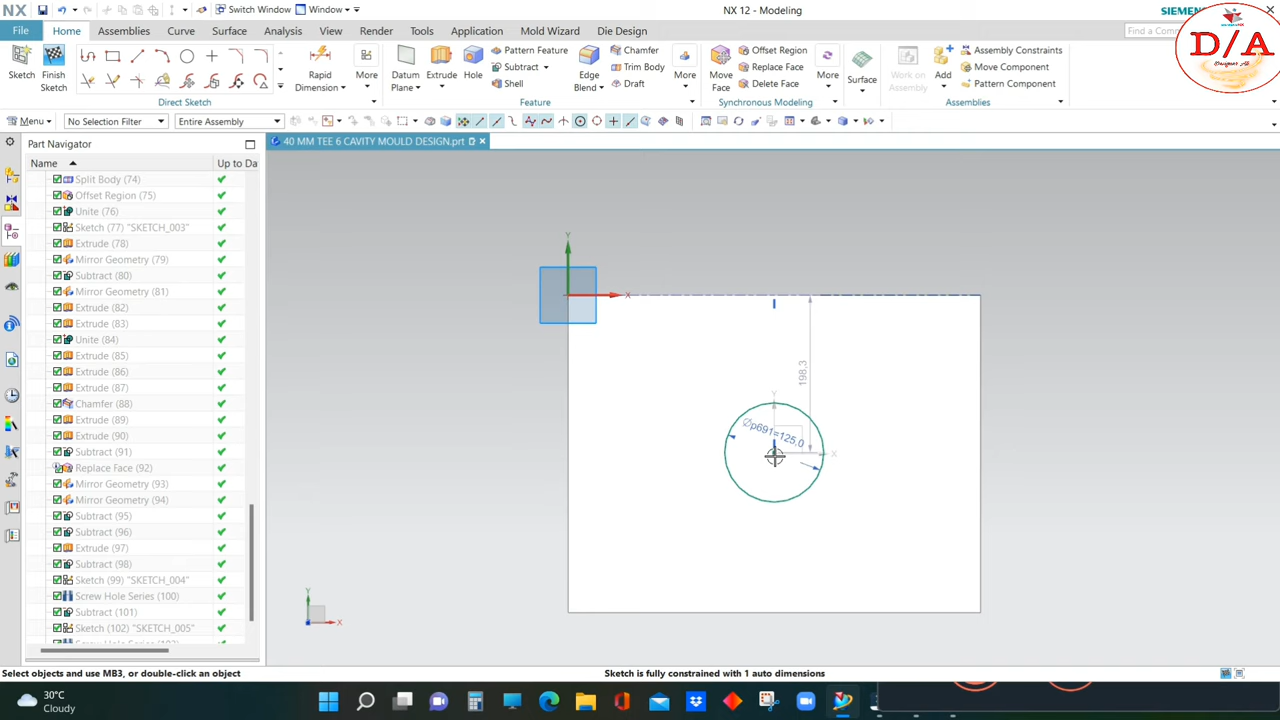 NX Switch Window Window NX 12 - Modeling SIEMENS
File Home Assemblies Curve Surface Analysis View Render Tools Application Mold Wizard Die Design
D/A
Sketch Finish Sketch Rapid Dimension More Datum Plane Extrude Hole Pattern Feature Subtract Shell Edge Blend Chamfer Trim Body Draft More Move Face Offset Region Replace Face Delete Face More Surface Work on Assembly Add Assembly Constraints Move Component Pattern Component
Direct Sketch Feature Synchronous Modeling Assemblies
Menu No Selection Filter Entire Assembly
Part Navigator
40 MM TEE 6 CAVITY MOULD DESIGN.prt
Name Up to Da
Split Body (74)
Offset Region (75)
Unite (76)
Sketch (77) "SKETCH_003"
Extrude (78)
Mirror Geometry (79)
Subtract (80)
Mirror Geometry (81)
Extrude (82)
Extrude (83)
Unite (84)
Extrude (85)
Extrude (86)
Extrude (87)
Chamfer (88)
Extrude (89)
Extrude (90)
Subtract (91)
Replace Face (92)
Mirror Geometry (93)
Mirror Geometry (94)
Subtract (95)
Subtract (96)
Extrude (97)
Subtract (98)
Sketch (99) "SKETCH_004"
Screw Hole Series (100)
Subtract (101)
Sketch (102) "SKETCH_005"
Y
X
198,3
Y
Øp691=125,0
X
Y
X
Select objects and use MB3, or double-click an object Sketch is fully constrained with 1 auto dimensions
30°C
Cloudy